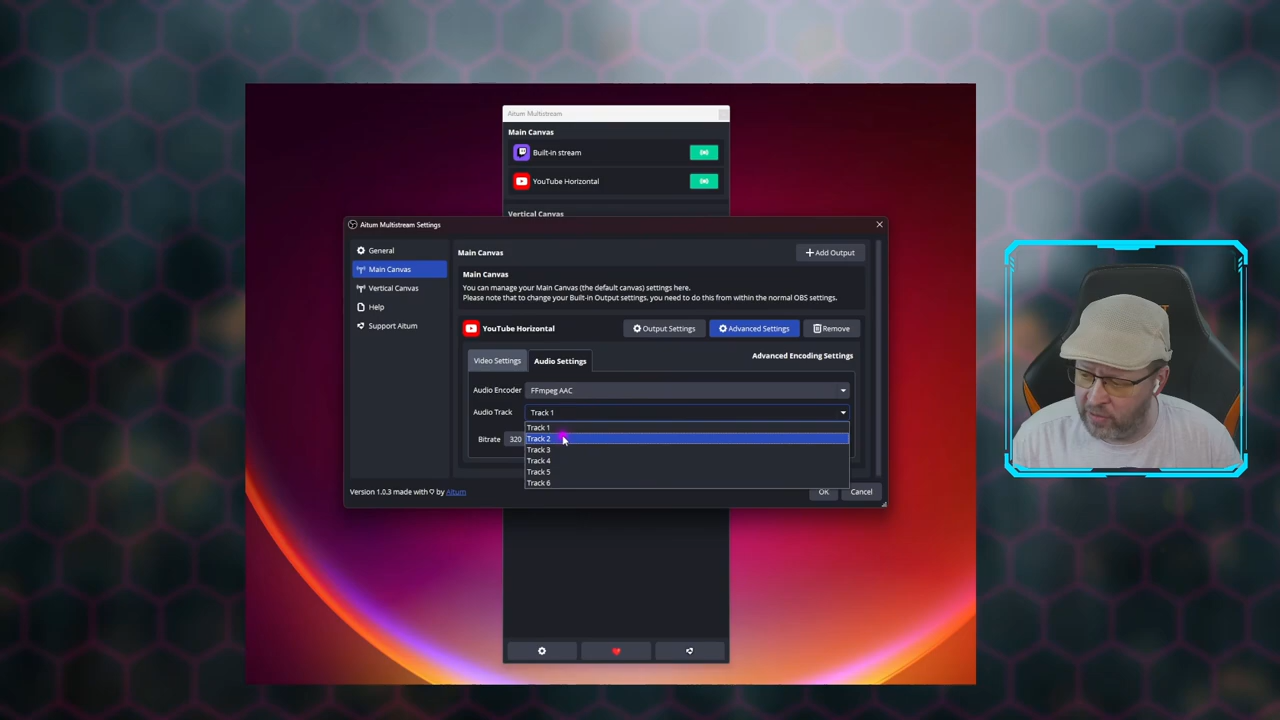 Aitum Multistream
Main Canvas
Built-in stream
YouTube Horizontal
Vertical Canvas
Aitum Multistream Settings
General
Main Canvas
Vertical Canvas
Help
Support Aitum
Main Canvas
Add Output
Main Canvas
You can manage your Main Canvas (the default canvas) settings here.
Please note that to change your Built-in Output settings, you need to do this from within the normal OBS settings.
YouTube Horizontal
Output Settings
Advanced Settings
Remove
Video Settings
Audio Settings
Advanced Encoding Settings
Audio Encoder
FFmpeg AAC
Audio Track
Track 1
Track 1
Track 2
Track 3
Track 4
Track 5
Track 6
Bitrate
320
Version 1.0.3 made with ♡ by Aitum
OK
Cancel